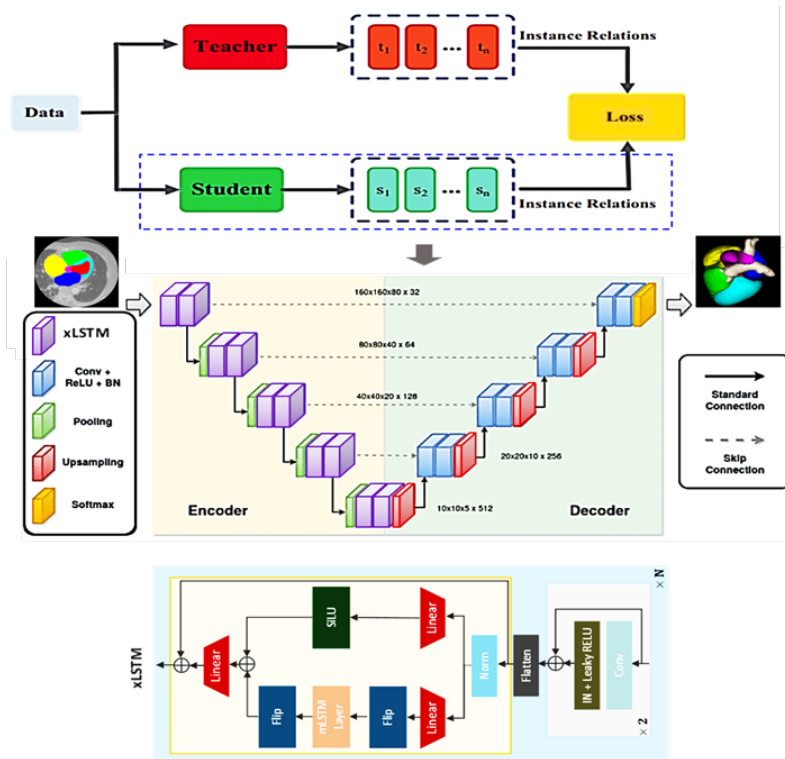 Teacher
t1 t2 ... tn
Instance Relations
Data
Loss
Student
s1 s2 ... sn
Instance Relations
160x160x80 x 32
80x80x40 x 64
40x40x20 x 128
20x20x10 x 256
10x10x5 x 512
Encoder
Decoder
xLSTM
Conv +
ReLU + BN
Pooling
Upsampling
Softmax
Standard
Connection
Skip
Connection
xLSTM
Linear
SiLU
Linear
Flip
mLSTM
Layer
Flip
Linear
Norm
Flatten
IN + Leaky RELU
Conv
× 2
× N